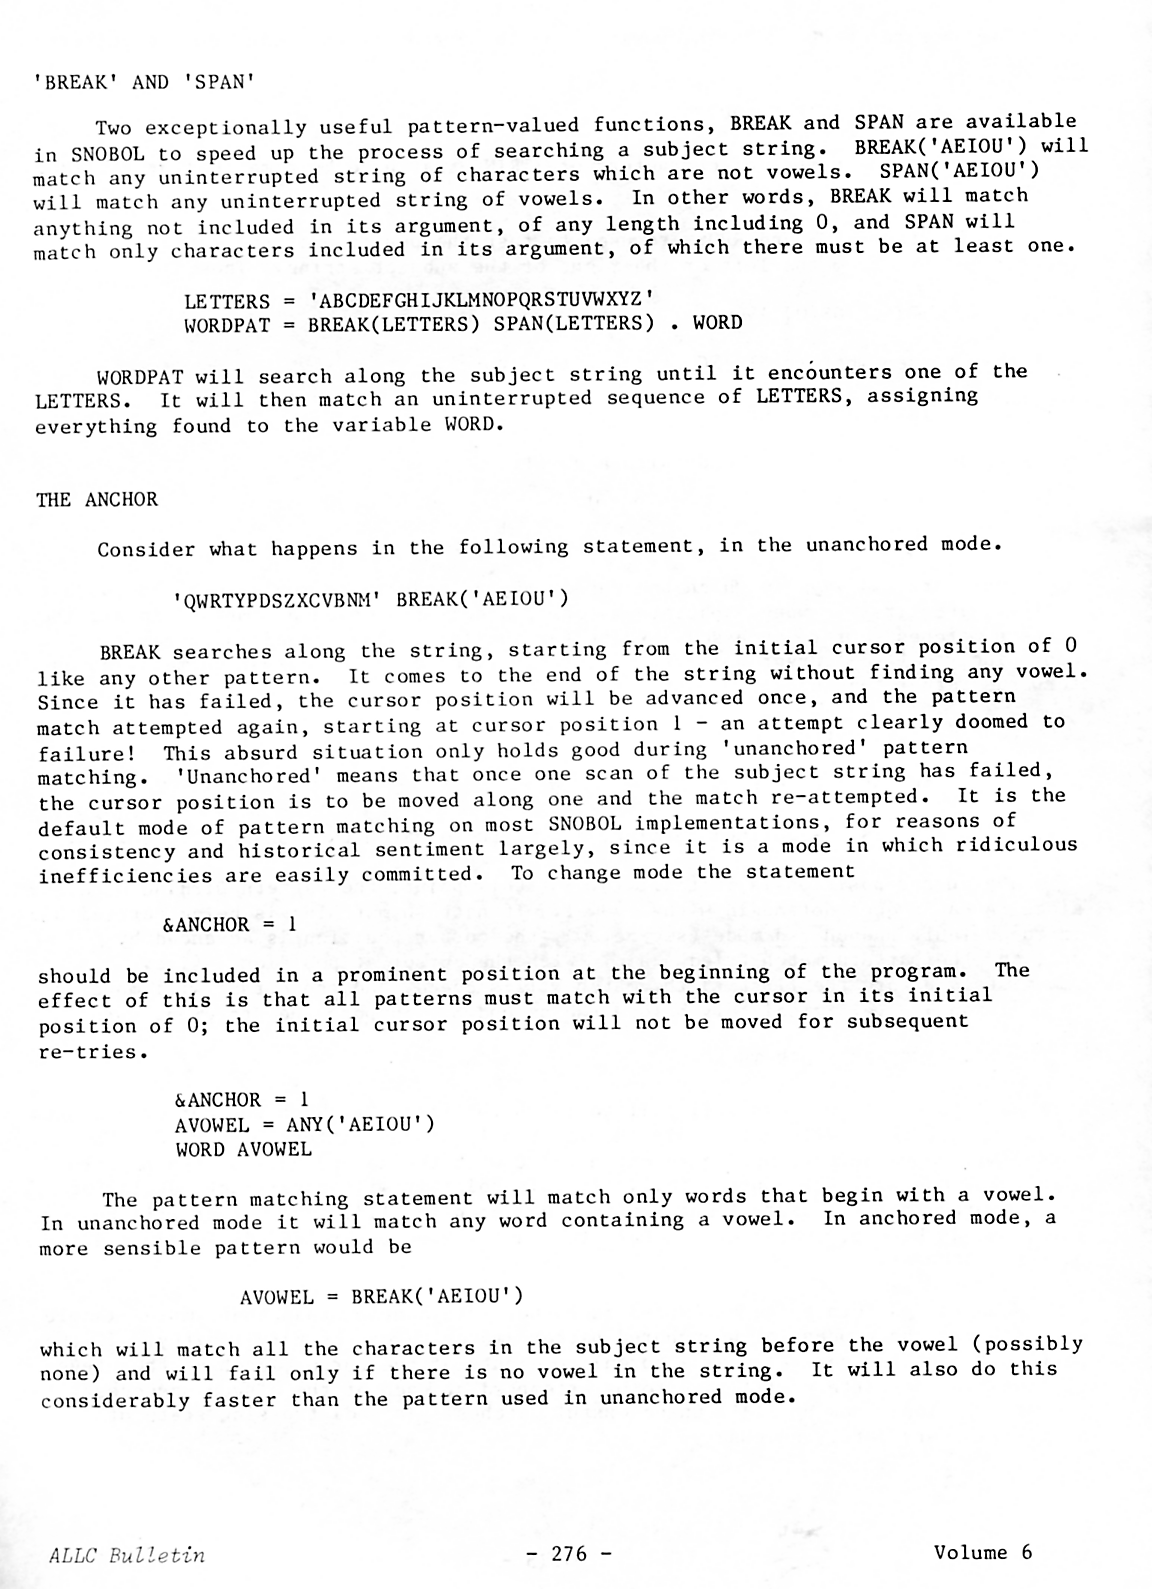 'BREAK' AND 'SPAN'
Two exceptionally useful pattern-valued functions, BREAK and SPAN are available
in SNOBOL to speed up the process of searching a subject string. BREAK('AEIOU') will
match any uninterrupted string of characters which are not vowels. SPAN('AEIOU')
will match any uninterrupted string of vowels. In other words, BREAK will match
anything not included in its argument, of any length including 0, and SPAN will
match only characters included in its argument, of which there must be at least one.
LETTERS = 'ABCDEFGHIJKLMNOPQRSTUVWXYZ'
WORDPAT = BREAK(LETTERS) SPAN(LETTERS) . WORD
WORDPAT will search along the subject string until it encounters one of the
LETTERS. It will then match an uninterrupted sequence of LETTERS, assigning
everything found to the variable WORD.
THE ANCHOR
Consider what happens in the following statement, in the unanchored mode.
'QWRTYPDSZXCVBNM' BREAK('AEIOU')
BREAK searches along the string, starting from the initial cursor position of 0
like any other pattern. It comes to the end of the string without finding any vowel.
Since it has failed, the cursor position will be advanced once, and the pattern
match attempted again, starting at cursor position 1 - an attempt clearly doomed to
failure! This absurd situation only holds good during 'unanchored' pattern
matching. 'Unanchored' means that once one scan of the subject string has failed,
the cursor position is to be moved along one and the match re-attempted. It is the
default mode of pattern matching on most SNOBOL implementations, for reasons of
consistency and historical sentiment largely, since it is a mode in which ridiculous
inefficiencies are easily committed. To change mode the statement
&ANCHOR = 1
should be included in a prominent position at the beginning of the program. The
effect of this is that all patterns must match with the cursor in its initial
position of 0; the initial cursor position will not be moved for subsequent
re-tries.
&ANCHOR = 1
AVOWEL = ANY('AEIOU')
WORD AVOWEL
The pattern matching statement will match only words that begin with a vowel.
In unanchored mode it will match any word containing a vowel. In anchored mode, a
more sensible pattern would be
AVOWEL = BREAK('AEIOU')
which will match all the characters in the subject string before the vowel (possibly
none) and will fail only if there is no vowel in the string. It will also do this
considerably faster than the pattern used in unanchored mode.
ALLC Bulletin - 276 - Volume 6